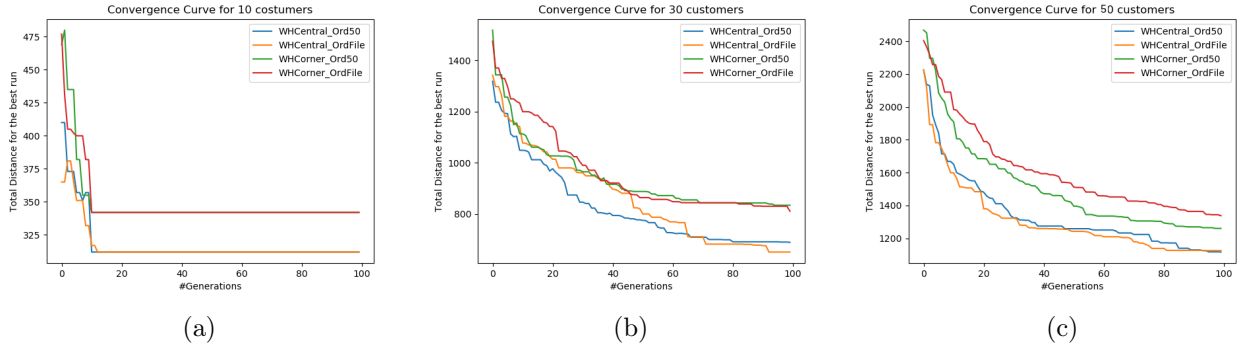 Convergence Curve for 10 costumers
Total Distance for the best run
475
450
425
400
375
350
325
0
20
40
60
80
100
#Generations
WHCentral_Ord50
WHCentral_OrdFile
WHCorner_Ord50
WHCorner_OrdFile
(a)
Convergence Curve for 30 customers
Total Distance for the best run
1400
1200
1000
800
0
20
40
60
80
100
#Generations
WHCentral_Ord50
WHCentral_OrdFile
WHCorner_Ord50
WHCorner_OrdFile
(b)
Convergence Curve for 50 customers
Total Distance for the best run
2400
2200
2000
1800
1600
1400
1200
0
20
40
60
80
100
#Generations
WHCentral_Ord50
WHCentral_OrdFile
WHCorner_Ord50
WHCorner_OrdFile
(c)